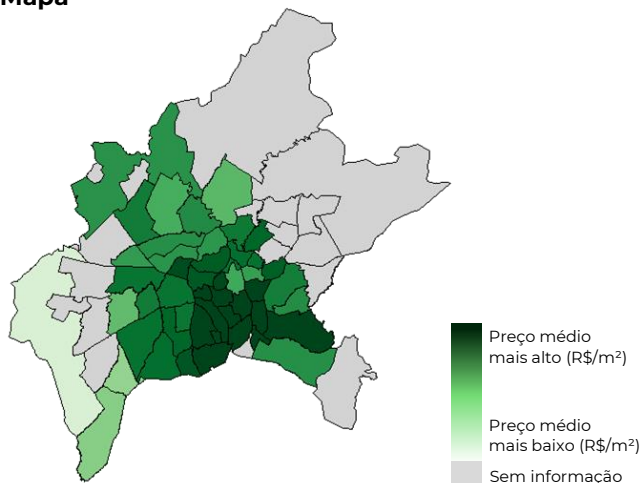 Mapa
Preço médio
mais alto (R$/m²)
Preço médio
mais baixo (R$/m²)
Sem informação